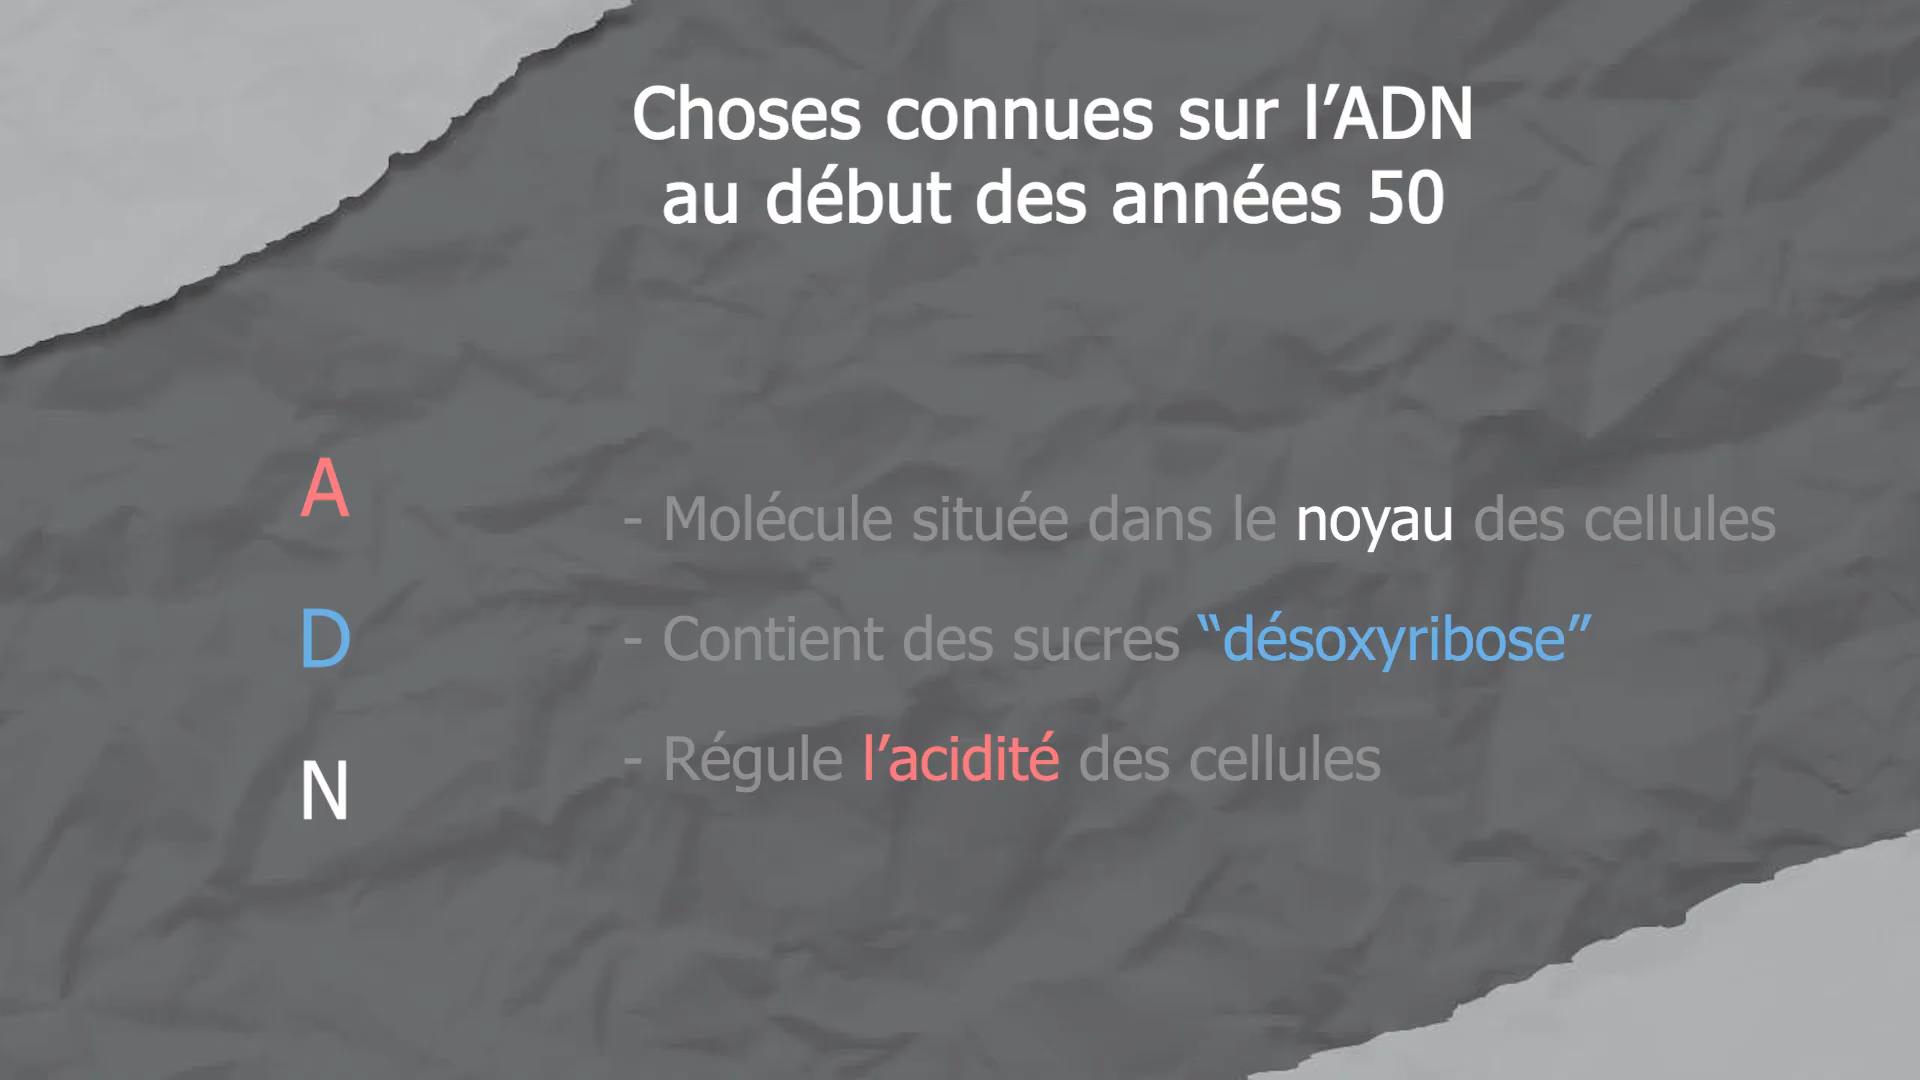 Choses connues sur l’ADN
au début des années 50
A
D
N
- Molécule située dans le noyau des cellules
- Contient des sucres “désoxyribose”
- Régule l’acidité des cellules